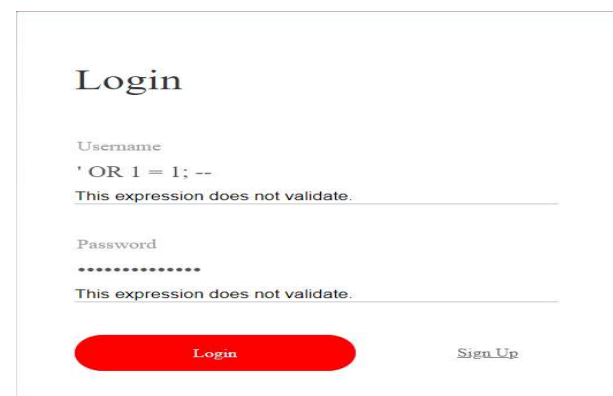 Login
Username
' OR 1 = 1; --
This expression does not validate.
Password
••••••••••••••
This expression does not validate.
Login Sign Up